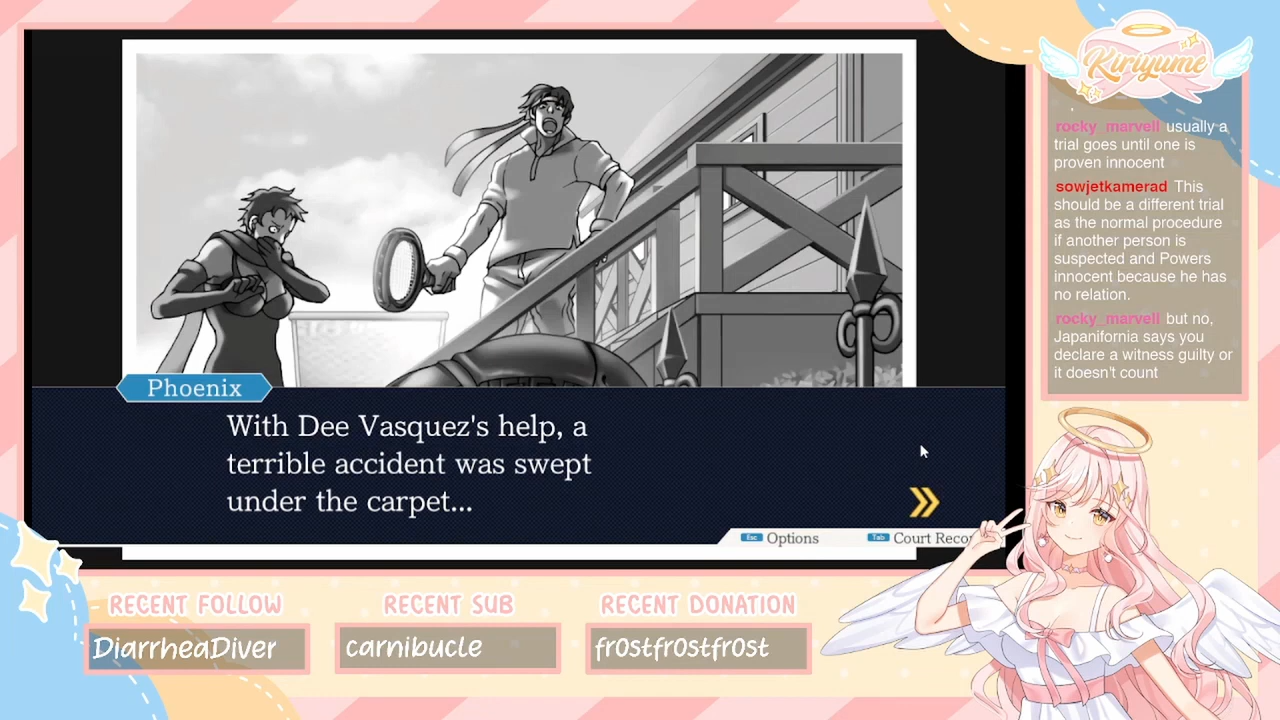 Kiriyume
rocky_marvell usually a
trial goes until one is
proven innocent
sowjetkamerad This
should be a different trial
as the normal procedure
if another person is
suspected and Powers
innocent because he has
no relation.
rocky_marvell but no,
Japanifornia says you
declare a witness guilty or
it doesn't count
Phoenix
With Dee Vasquez's help, a
terrible accident was swept
under the carpet...
Esc Options
Tab Court Reco
RECENT FOLLOW
DiarrheaDiver
RECENT SUB
carnibucle
RECENT DONATION
frostfrostfrost